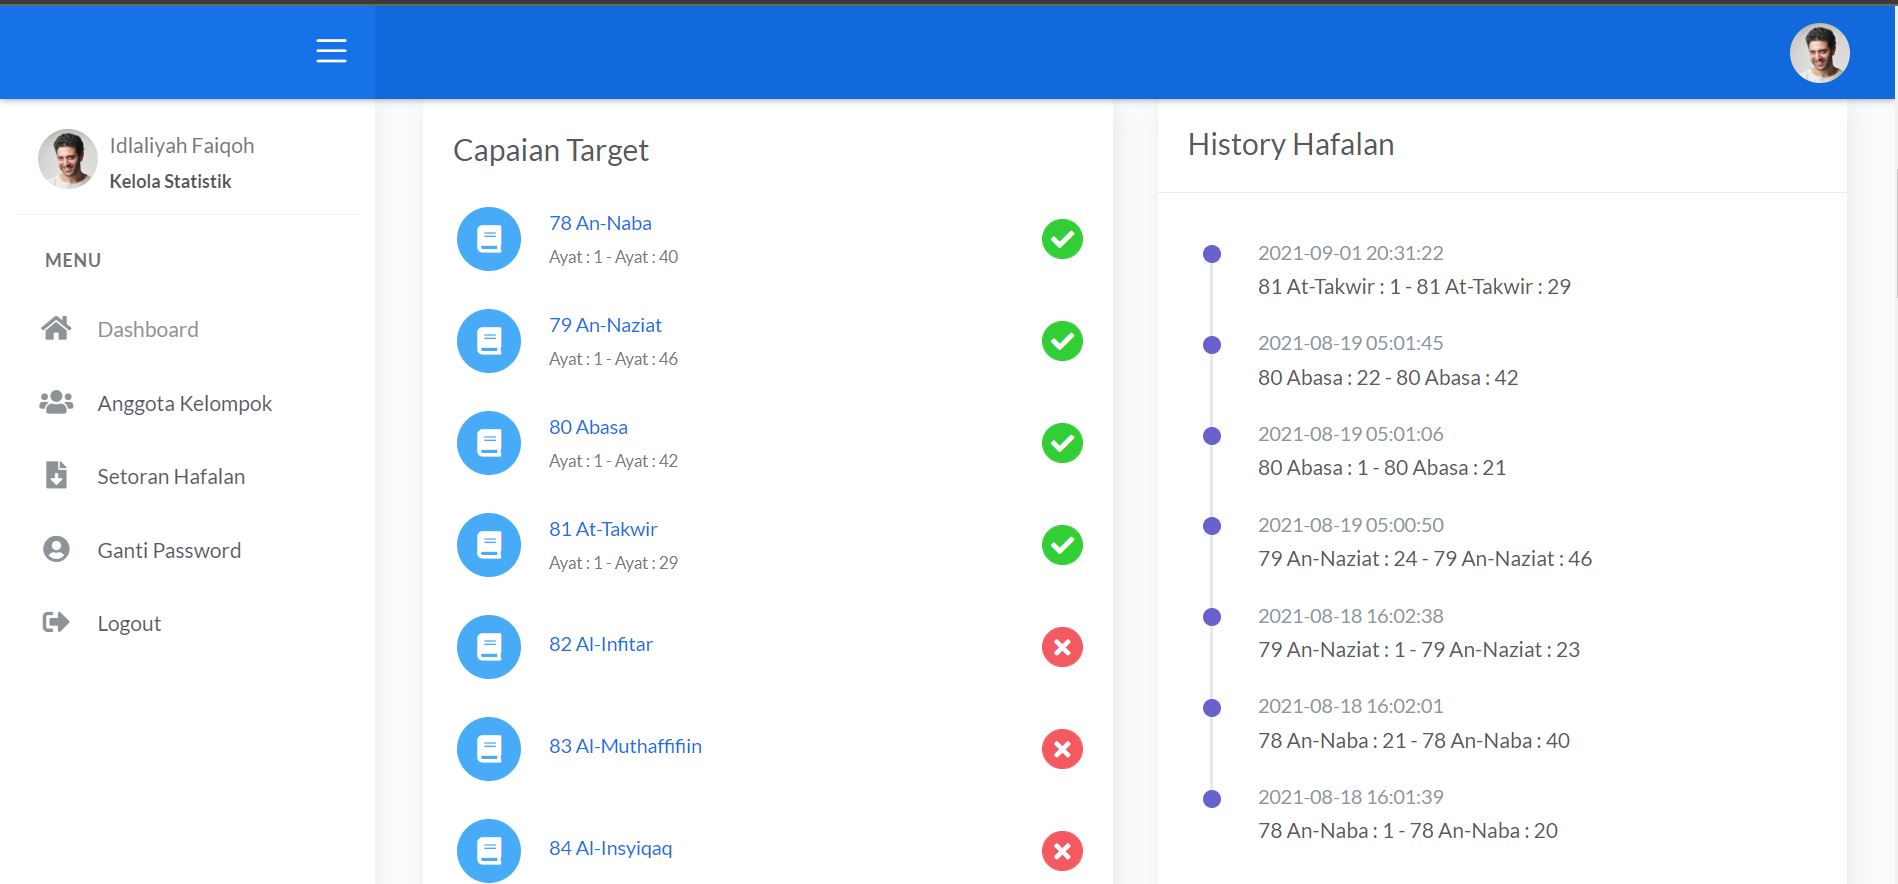 Idlaliyah Faiqoh
Kelola Statistik
MENU
Dashboard
Anggota Kelompok
Setoran Hafalan
Ganti Password
Logout
Capaian Target
78 An-Naba
Ayat : 1 - Ayat : 40
79 An-Naziat
Ayat : 1 - Ayat : 46
80 Abasa
Ayat : 1 - Ayat : 42
81 At-Takwir
Ayat : 1 - Ayat : 29
82 Al-Infitar
83 Al-Muthaffifiin
84 Al-Insyiqaq
History Hafalan
2021-09-01 20:31:22
81 At-Takwir : 1 - 81 At-Takwir : 29
2021-08-19 05:01:45
80 Abasa : 22 - 80 Abasa : 42
2021-08-19 05:01:06
80 Abasa : 1 - 80 Abasa : 21
2021-08-19 05:00:50
79 An-Naziat : 24 - 79 An-Naziat : 46
2021-08-18 16:02:38
79 An-Naziat : 1 - 79 An-Naziat : 23
2021-08-18 16:02:01
78 An-Naba : 21 - 78 An-Naba : 40
2021-08-18 16:01:39
78 An-Naba : 1 - 78 An-Naba : 20